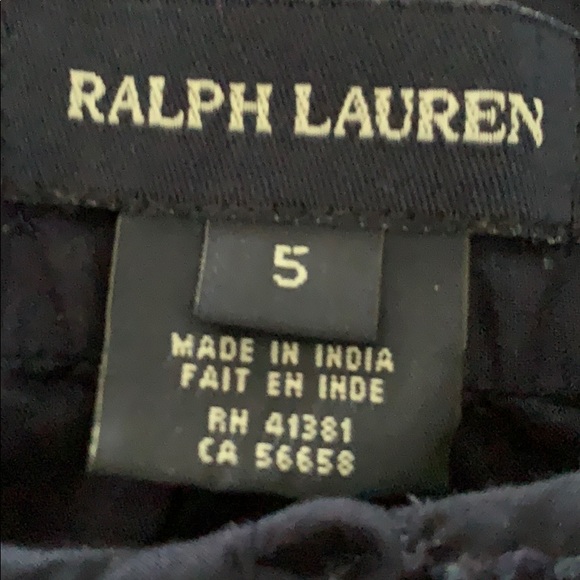 RALPH LAUREN
5
MADE IN INDIA
FAIT EN INDE
RN 41381
CA 56658